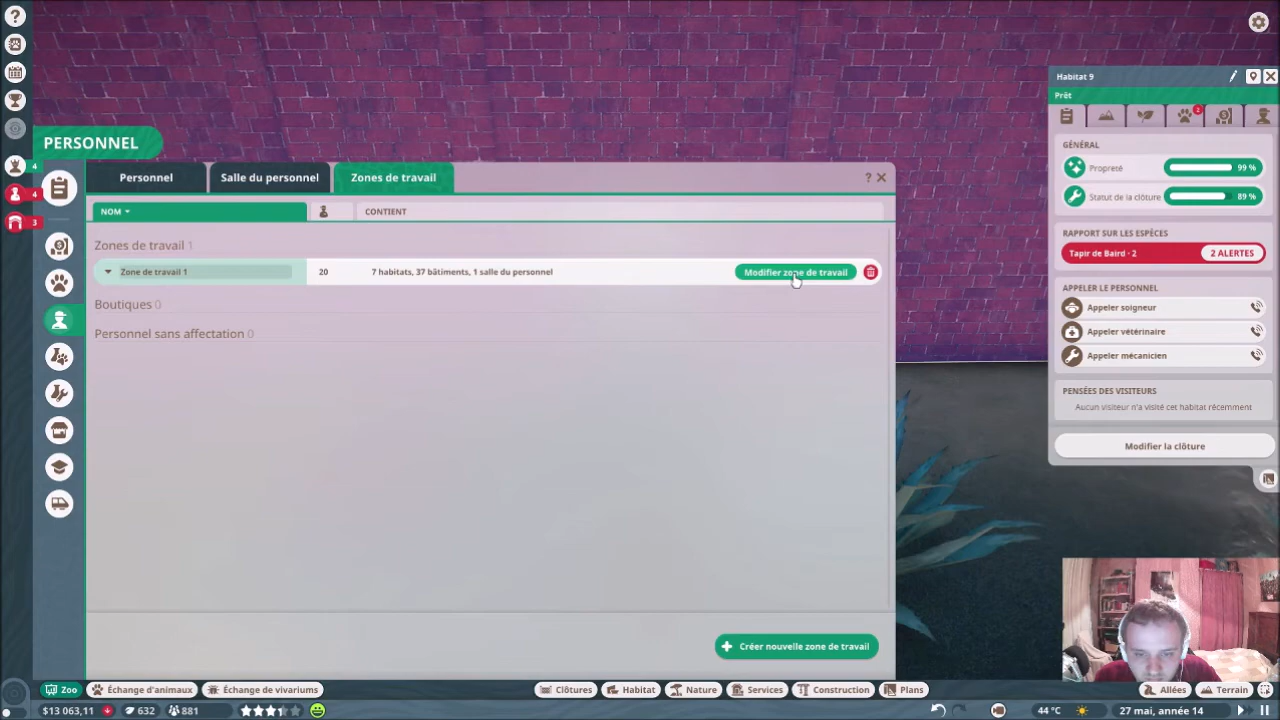 PERSONNEL
Personnel
Salle du personnel
Zones de travail
?
NOM
CONTIENT
Zones de travail 1
Zone de travail 1
20
7 habitats, 37 bâtiments, 1 salle du personnel
Modifier zone de travail
Boutiques 0
Personnel sans affectation 0
Créer nouvelle zone de travail
?
4
4
3
Habitat 9
Prêt
2
GÉNÉRAL
Propreté
99 %
Statut de la clôture
89 %
RAPPORT SUR LES ESPÈCES
Tapir de Baird · 2
2 ALERTES
APPELER LE PERSONNEL
Appeler soigneur
Appeler vétérinaire
Appeler mécanicien
PENSÉES DES VISITEURS
Aucun visiteur n'a visité cet habitat récemment
Modifier la clôture
Zoo
Échange d'animaux
Échange de vivariums
Clôtures
Habitat
Nature
Services
Construction
Plans
Allées
Terrain
$13 063,11
632
881
44 °C
27 mai, année 14